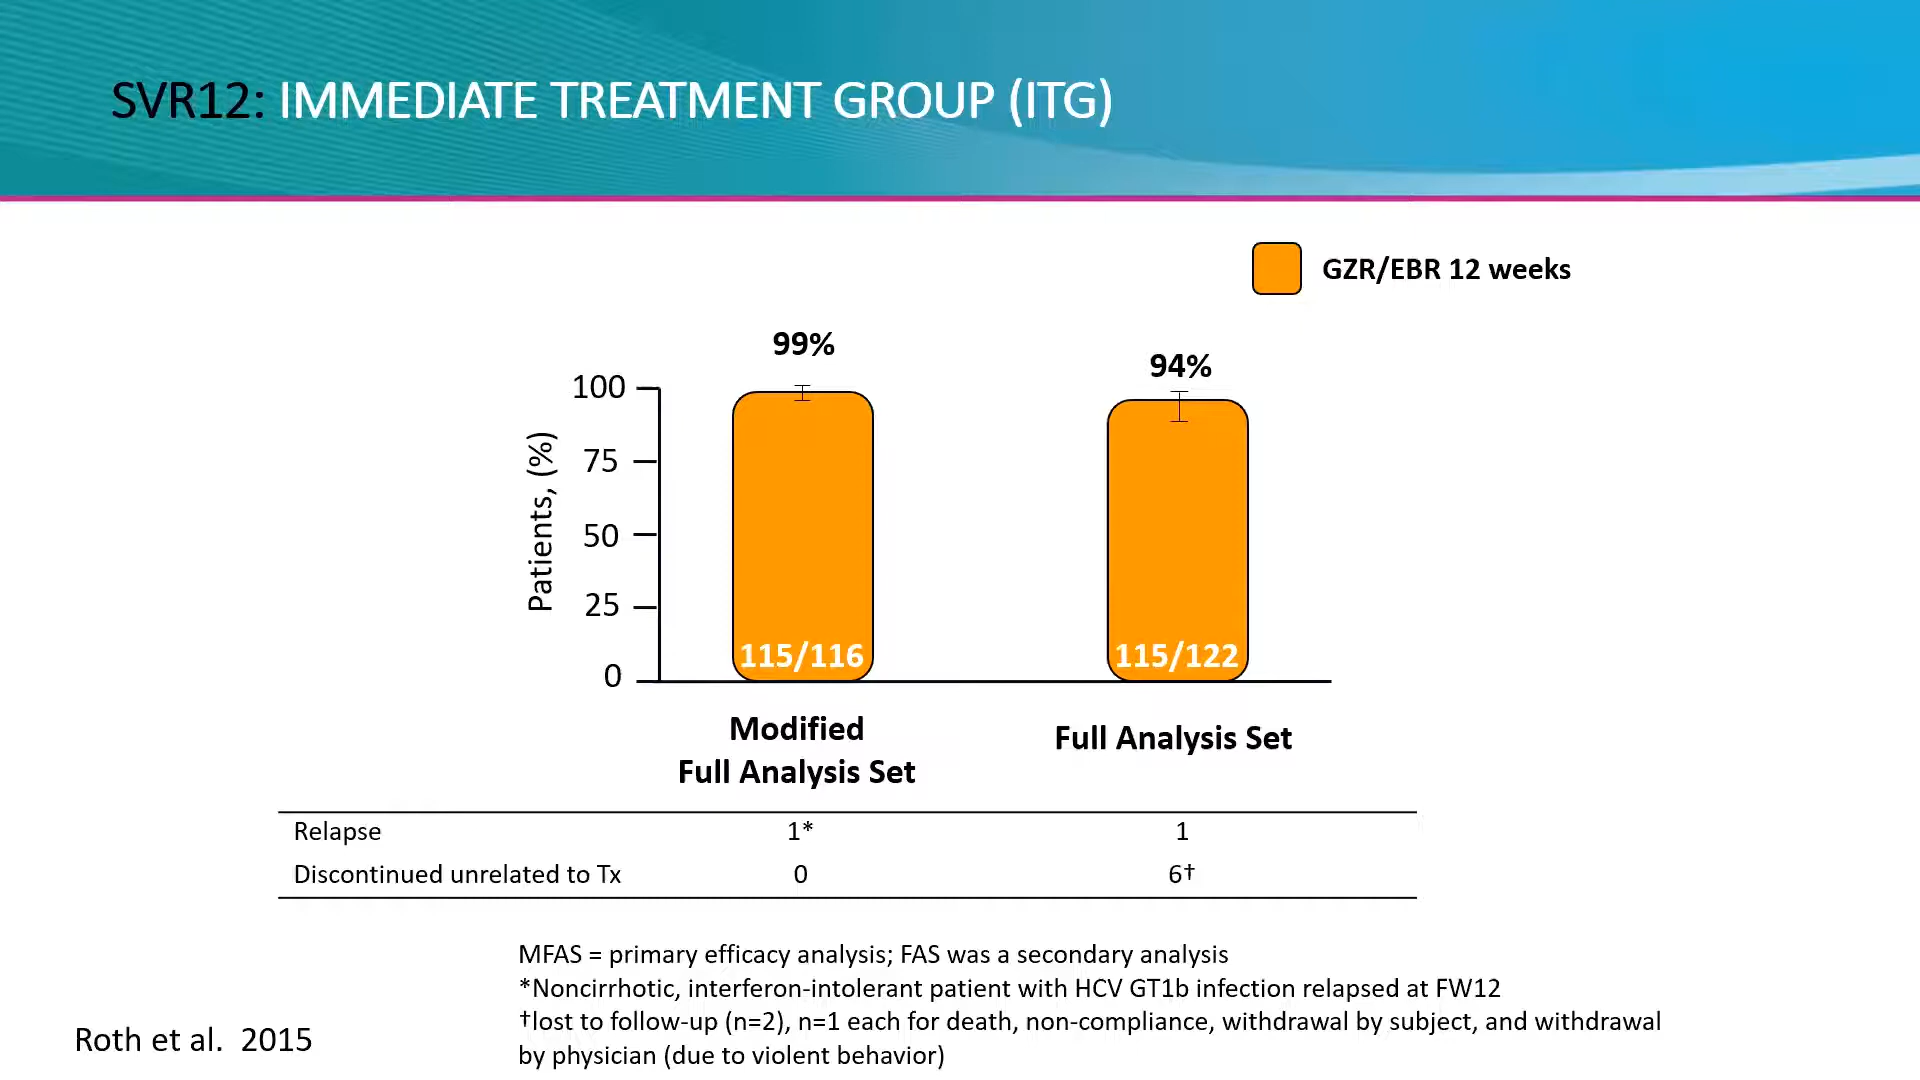 SVR12: IMMEDIATE TREATMENT GROUP (ITG)
GZR/EBR 12 weeks
99%
94%
Patients, (%)
100
75
50
25
0
115/116
115/122
Modified
Full Analysis Set
Full Analysis Set
Relapse 1* 1
Discontinued unrelated to Tx 0 6†
MFAS = primary efficacy analysis; FAS was a secondary analysis
*Noncirrhotic, interferon-intolerant patient with HCV GT1b infection relapsed at FW12
†lost to follow-up (n=2), n=1 each for death, non-compliance, withdrawal by subject, and withdrawal
by physician (due to violent behavior)
Roth et al. 2015